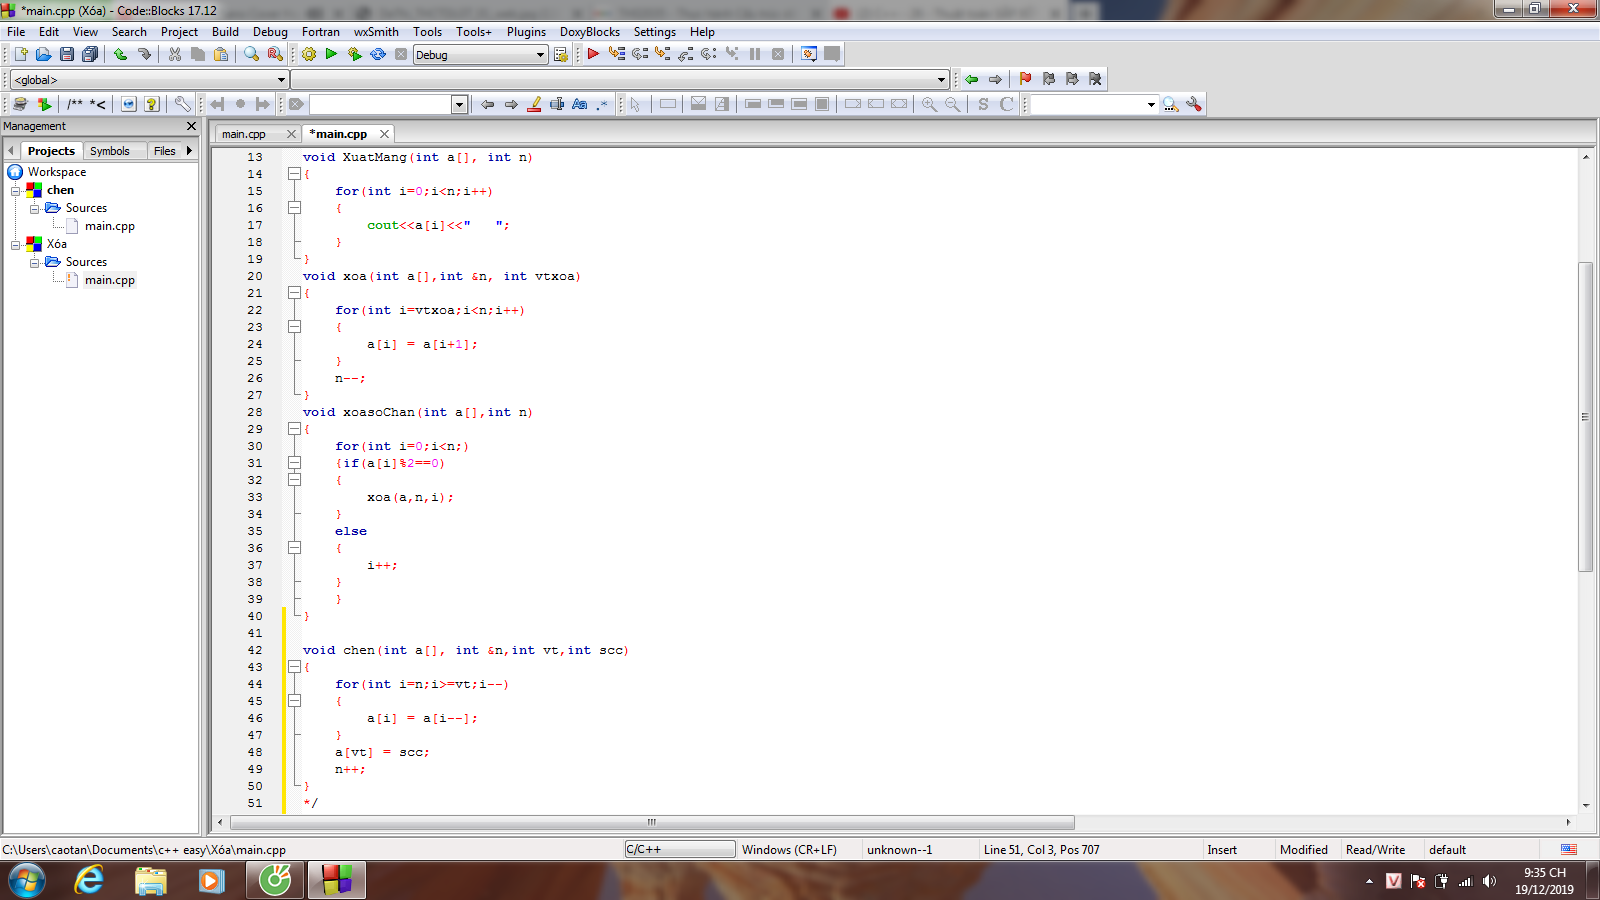 *main.cpp (Xóa) - Code::Blocks 17.12
File Edit View Search Project Build Debug Fortran wxSmith Tools Tools+ Plugins DoxyBlocks Settings Help
Debug
<global>
/** *<
Aa .*
S C
Management
main.cpp *main.cpp
Projects Symbols Files
Workspace
chen
Sources
main.cpp
Xóa
Sources
main.cpp
13 void XuatMang(int a[], int n)
14 {
15 for(int i=0;i<n;i++)
16 {
17 cout<<a[i]<<"   ";
18 }
19 }
20 void xoa(int a[],int &n, int vtxoa)
21 {
22 for(int i=vtxoa;i<n;i++)
23 {
24 a[i] = a[i+1];
25 }
26 n--;
27 }
28 void xoasoChan(int a[],int n)
29 {
30 for(int i=0;i<n;)
31 {if(a[i]%2==0)
32 {
33 xoa(a,n,i);
34 }
35 else
36 {
37 i++;
38 }
39 }
40 }
41
42 void chen(int a[], int &n,int vt,int scc)
43 {
44 for(int i=n;i>=vt;i--)
45 {
46 a[i] = a[i--];
47 }
48 a[vt] = scc;
49 n++;
50 }
51 */
C:\Users\caotan\Documents\c++ easy\Xóa\main.cpp C/C++ Windows (CR+LF) unknown--1 Line 51, Col 3, Pos 707 Insert Modified Read/Write default
V
9:35 CH
19/12/2019